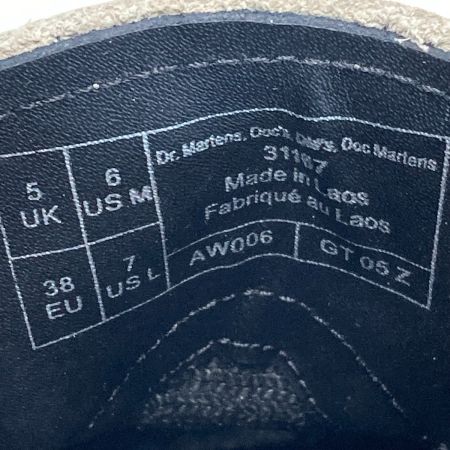 5 UK
6 US M
38 EU
7 US L
Dr. Martens, Doc's, DM's, Doc Martens
31167
Made in Laos
Fabriqué au Laos
AW006
GT 05 Z